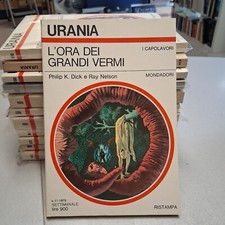 URANIA
L'ORA DEI
GRANDI VERMI
I CAPOLAVORI
Philip K. Dick e Ray Nelson
MONDADORI
SETTIMANALE
lire 900
RISTAMPA
URANIA